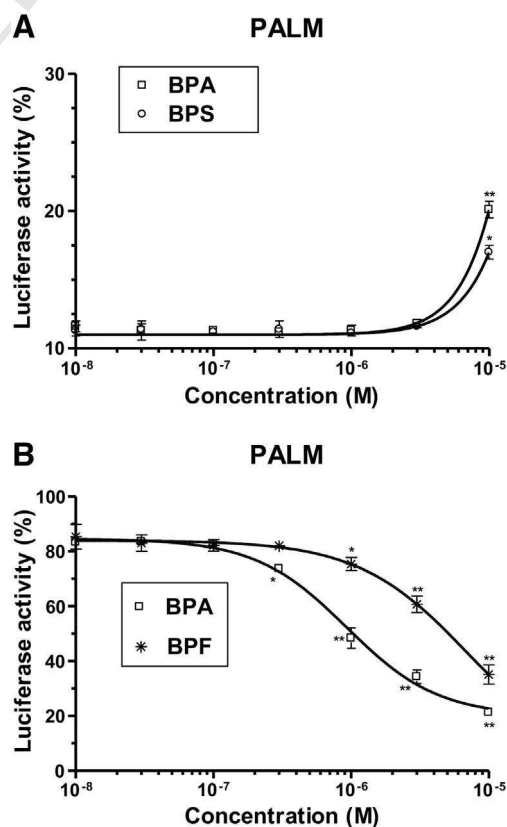 A
PALM
30
20
10
Luciferase activity (%)
BPA
BPS
**
*
10-8
10-7
10-6
10-5
Concentration (M)
B
PALM
100
80
60
40
20
0
Luciferase activity (%)
BPA
BPF
*
**
**
**
*
**
**
10-8
10-7
10-6
10-5
Concentration (M)